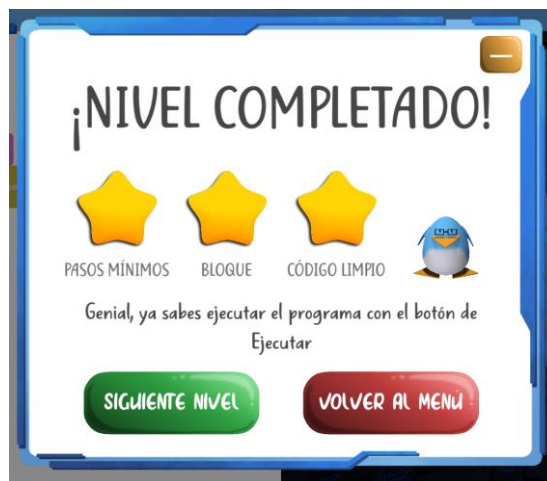 ¡NIVEL COMPLETADO!
PASOS MÍNIMOS BLOQUE CÓDIGO LIMPIO
Genial, ya sabes ejecutar el programa con el botón de
Ejecutar
SIGUIENTE NIVEL VOLVER AL MENÚ